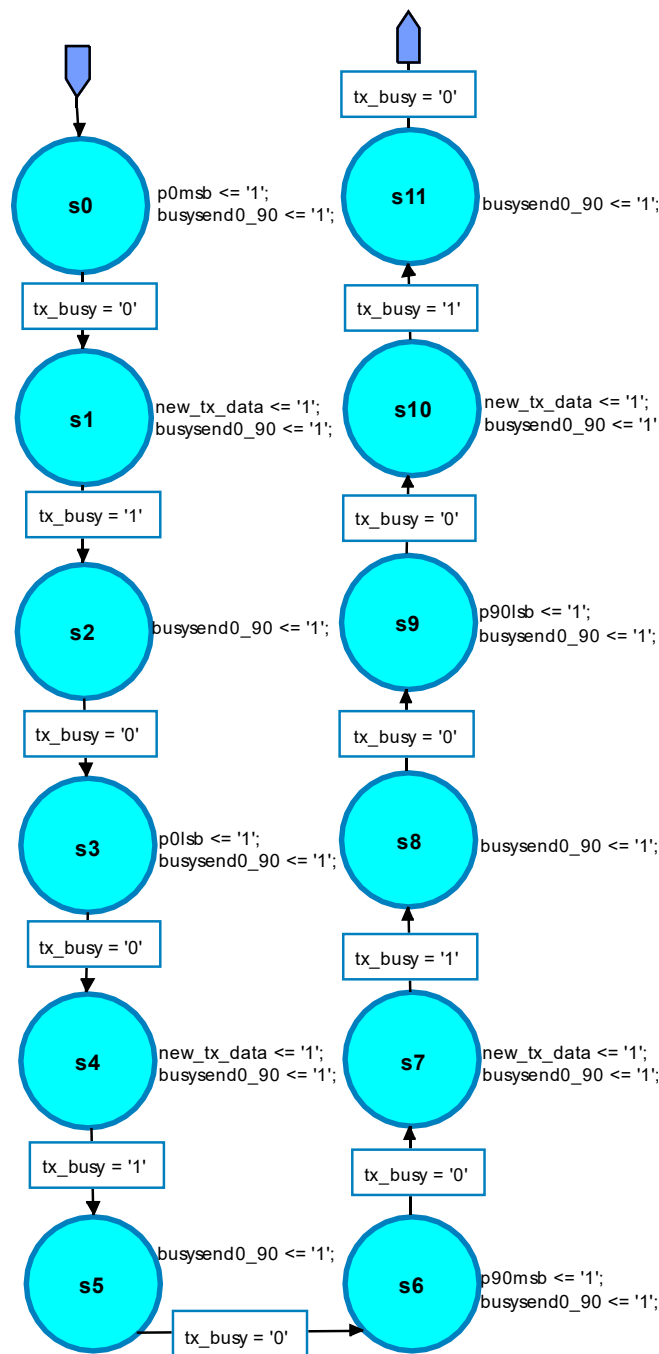 s0
p0msb <= '1';
busysend0_90 <= '1';
tx_busy = '0'
s1
new_tx_data <= '1';
busysend0_90 <= '1';
tx_busy = '1'
s2
busysend0_90 <= '1';
tx_busy = '0'
s3
p0lsb <= '1';
busysend0_90 <= '1';
tx_busy = '0'
s4
new_tx_data <= '1';
busysend0_90 <= '1';
tx_busy = '1'
s5
busysend0_90 <= '1';
tx_busy = '0'
s6
p90msb <= '1';
busysend0_90 <= '1';
tx_busy = '0'
s7
new_tx_data <= '1';
busysend0_90 <= '1';
tx_busy = '1'
s8
busysend0_90 <= '1';
tx_busy = '0'
s9
p90lsb <= '1';
busysend0_90 <= '1';
tx_busy = '0'
s10
new_tx_data <= '1';
busysend0_90 <= '1'
tx_busy = '1'
s11
busysend0_90 <= '1';
tx_busy = '0'